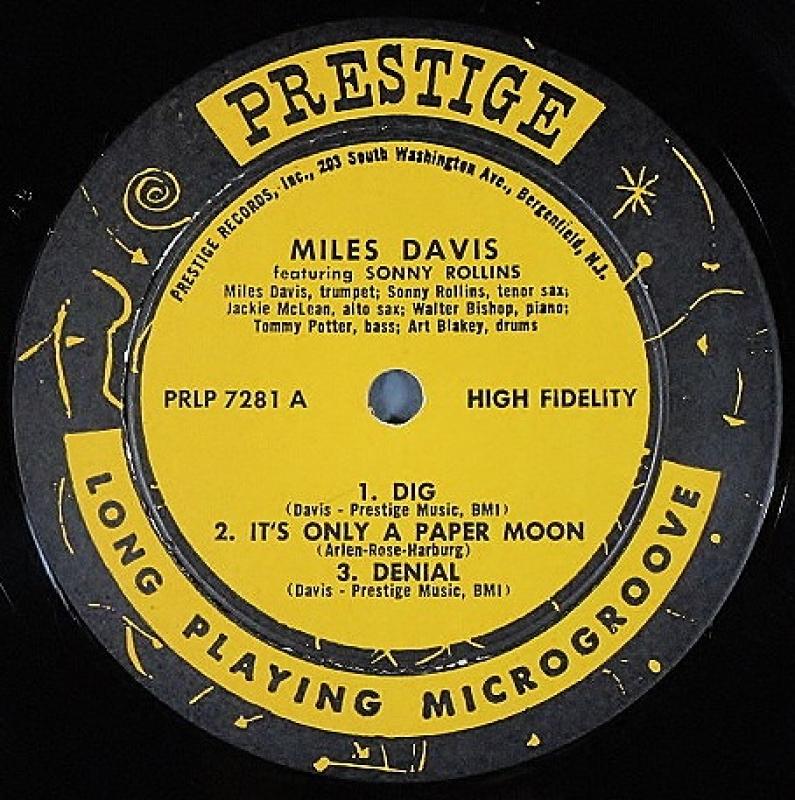 PRESTIGE
PRESTIGE RECORDS, Inc., 203 South Washington Ave., Bergenfield, N.J.
MILES DAVIS
featuring SONNY ROLLINS
Miles Davis, trumpet; Sonny Rollins, tenor sax;
Jackie McLean, alto sax; Walter Bishop, piano;
Tommy Potter, bass; Art Blakey, drums
PRLP 7281 A
HIGH FIDELITY
1. DIG
(Davis - Prestige Music, BMI)
2. IT'S ONLY A PAPER MOON
(Arlen-Rose-Harburg)
3. DENIAL
(Davis - Prestige Music, BMI)
LONG PLAYING MICROGROOVE